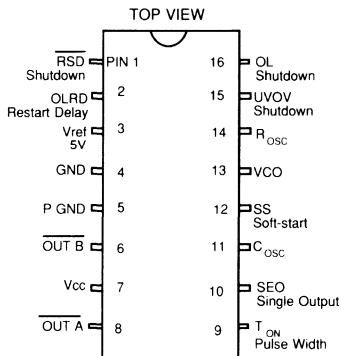 TOP VIEW
RSD PIN 1
Shutdown
OLRD 2
Restart Delay
Vref 3
5V
GND 4
P GND 5
OUT B 6
Vcc 7
OUT A 8
16 OL
Shutdown
15 UVOV
Shutdown
14 R OSC
13 VCO
12 SS
Soft-start
11 C OSC
10 SEO
Single Output
9 T ON
Pulse Width